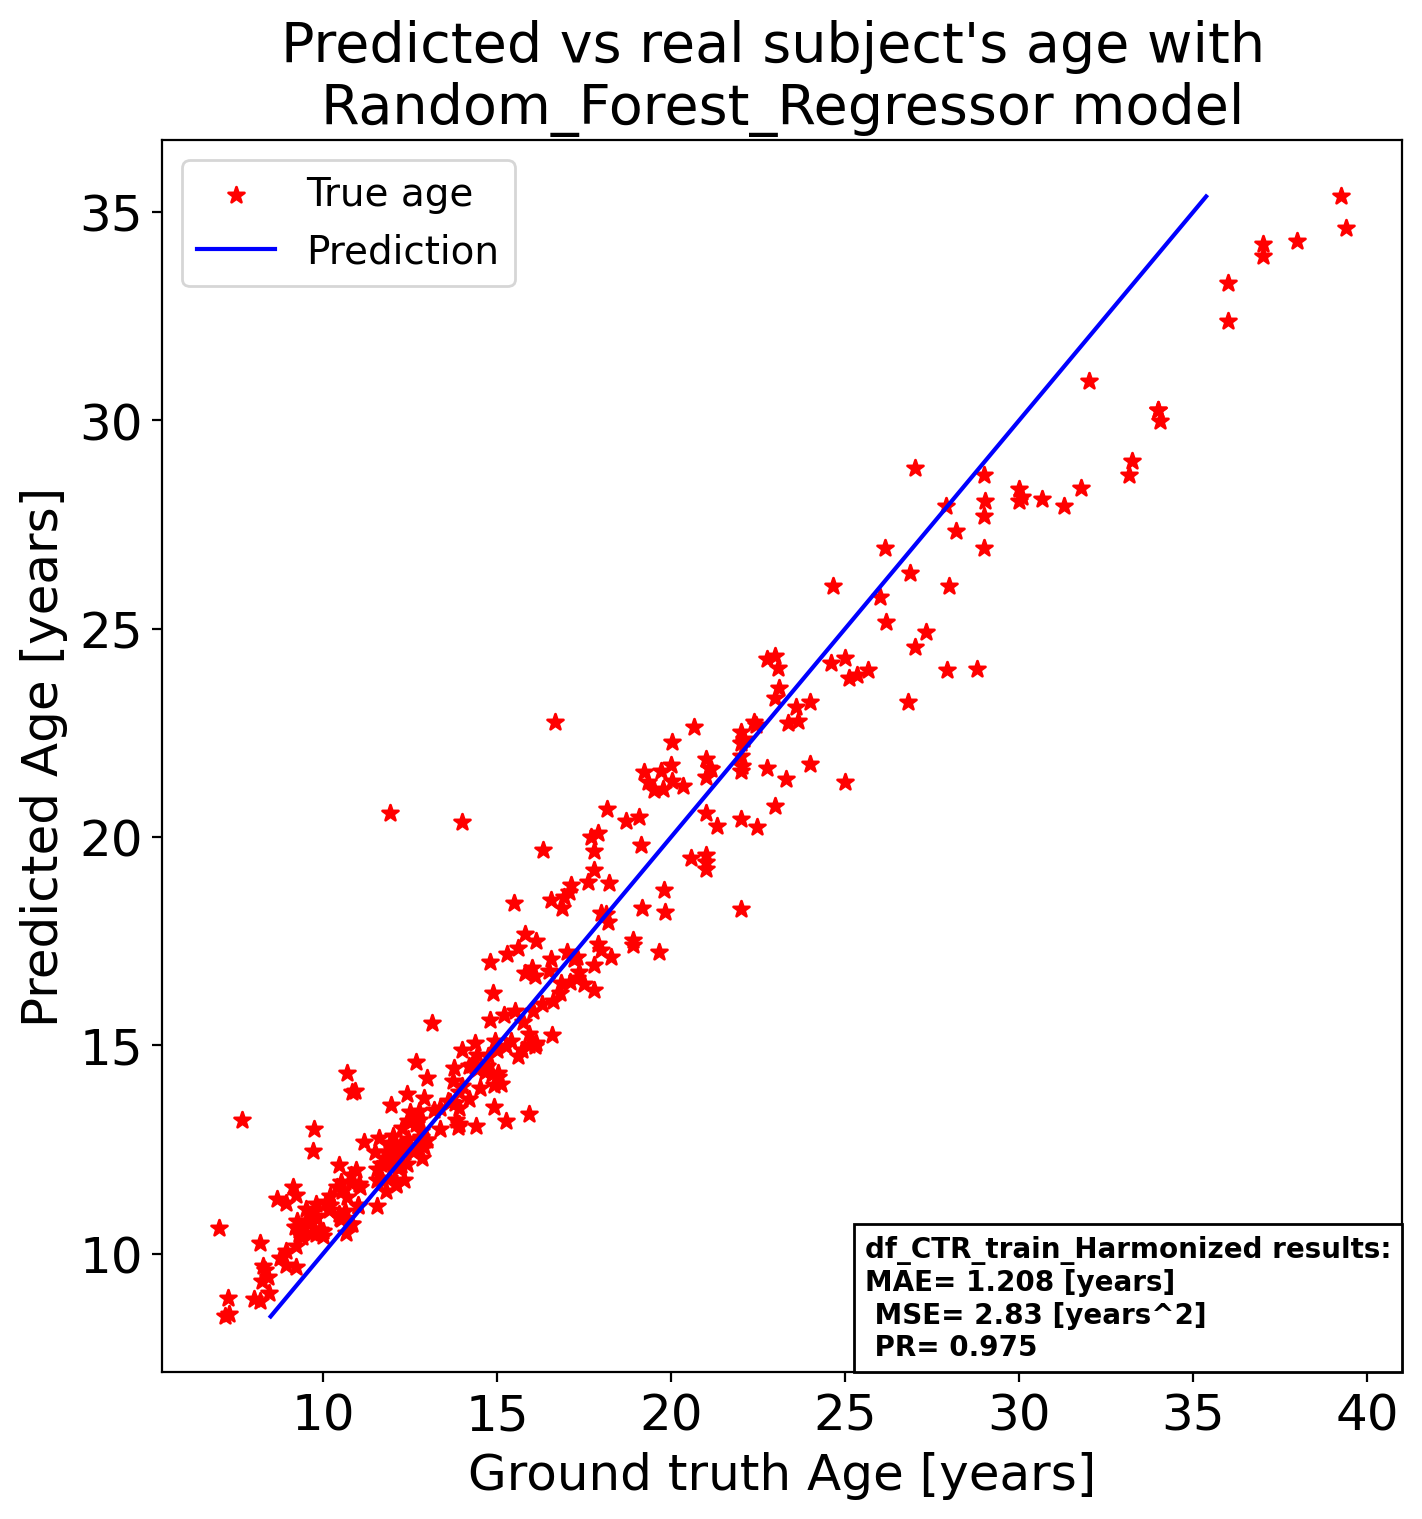 Predicted vs real subject's age with
Random_Forest_Regressor model
True age
Prediction
Predicted Age [years]
35
30
25
20
15
10
df_CTR_train_Harmonized results:
MAE= 1.208 [years]
MSE= 2.83 [years^2]
PR= 0.975
10 15 20 25 30 35 40
Ground truth Age [years]